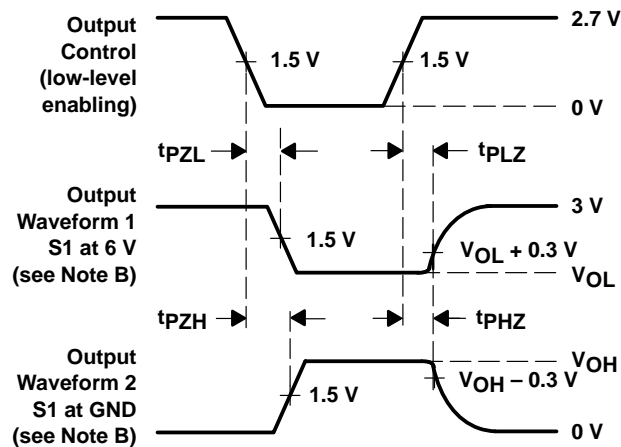 Output
Control
(low-level
enabling)
1.5 V
1.5 V
2.7 V
0 V
tPZL
tPLZ
Output
Waveform 1
S1 at 6 V
(see Note B)
1.5 V
3 V
VOL + 0.3 V
VOL
tPZH
tPHZ
Output
Waveform 2
S1 at GND
(see Note B)
1.5 V
VOH
VOH – 0.3 V
0 V